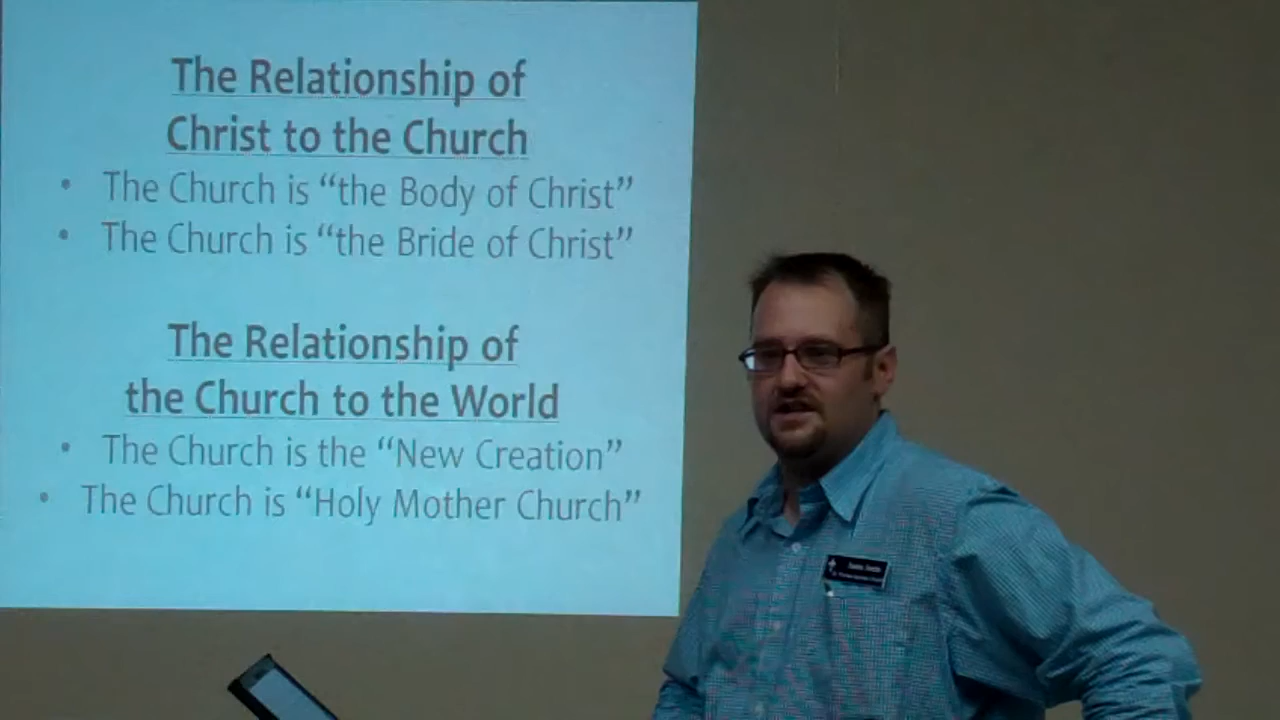 The Relationship of
Christ to the Church
• The Church is “the Body of Christ”
• The Church is “the Bride of Christ”
The Relationship of
the Church to the World
• The Church is the “New Creation”
• The Church is “Holy Mother Church”